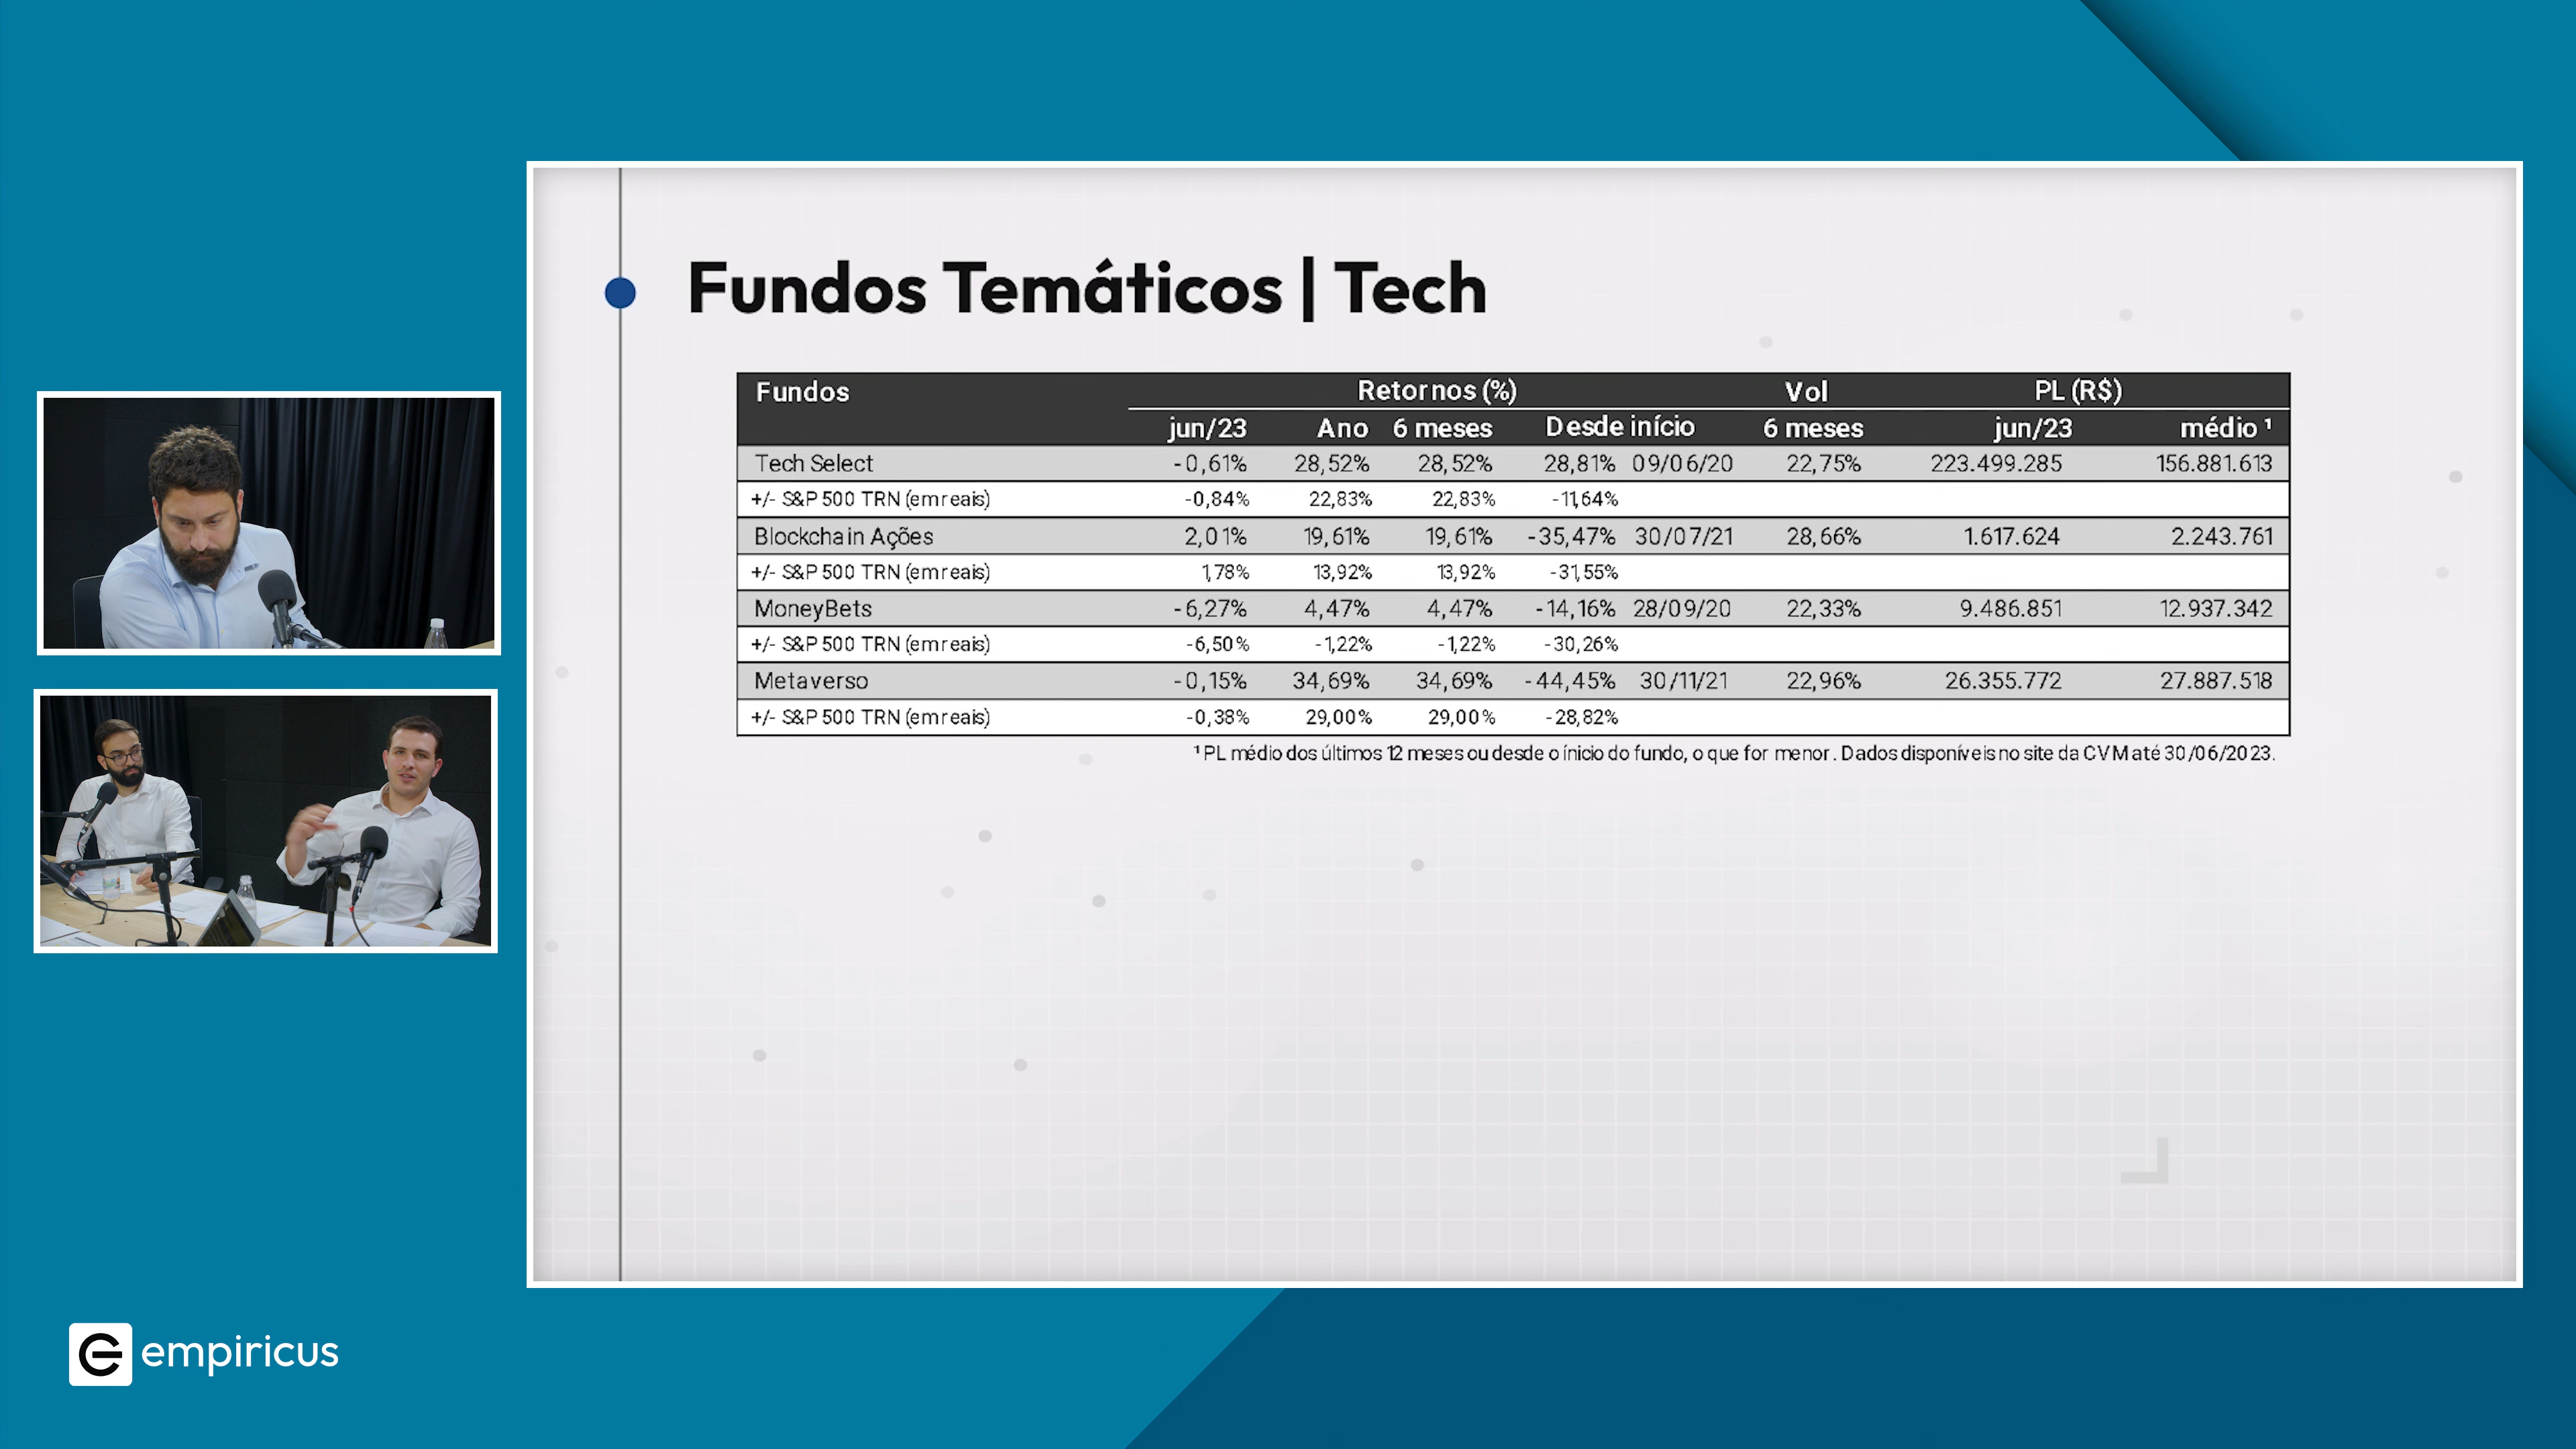 Fundos Temáticos | Tech
Fundos Retornos (%) Vol PL (R$)
jun/23 Ano 6 meses Desde início 6 meses jun/23 médio ¹
Tech Select -0,61% 28,52% 28,52% 28,81% 09/06/20 22,75% 223.499.285 156.881.613
+/- S&P 500 TRN (em reais) -0,84% 22,83% 22,83% -11,64%
Blockchain Ações 2,01% 19,61% 19,61% -35,47% 30/07/21 28,66% 1.617.624 2.243.761
+/- S&P 500 TRN (em reais) 1,78% 13,92% 13,92% -31,55%
MoneyBets -6,27% 4,47% 4,47% -14,16% 28/09/20 22,33% 9.486.851 12.937.342
+/- S&P 500 TRN (em reais) -6,50% -1,22% -1,22% -30,26%
Metaverso -0,15% 34,69% 34,69% -44,45% 30/11/21 22,96% 26.355.772 27.887.518
+/- S&P 500 TRN (em reais) -0,38% 29,00% 29,00% -28,82%
¹ PL médio dos últimos 12 meses ou desde o ínicio do fundo, o que for menor. Dados disponíveis no site da CVM até 30/06/2023.
empiricus